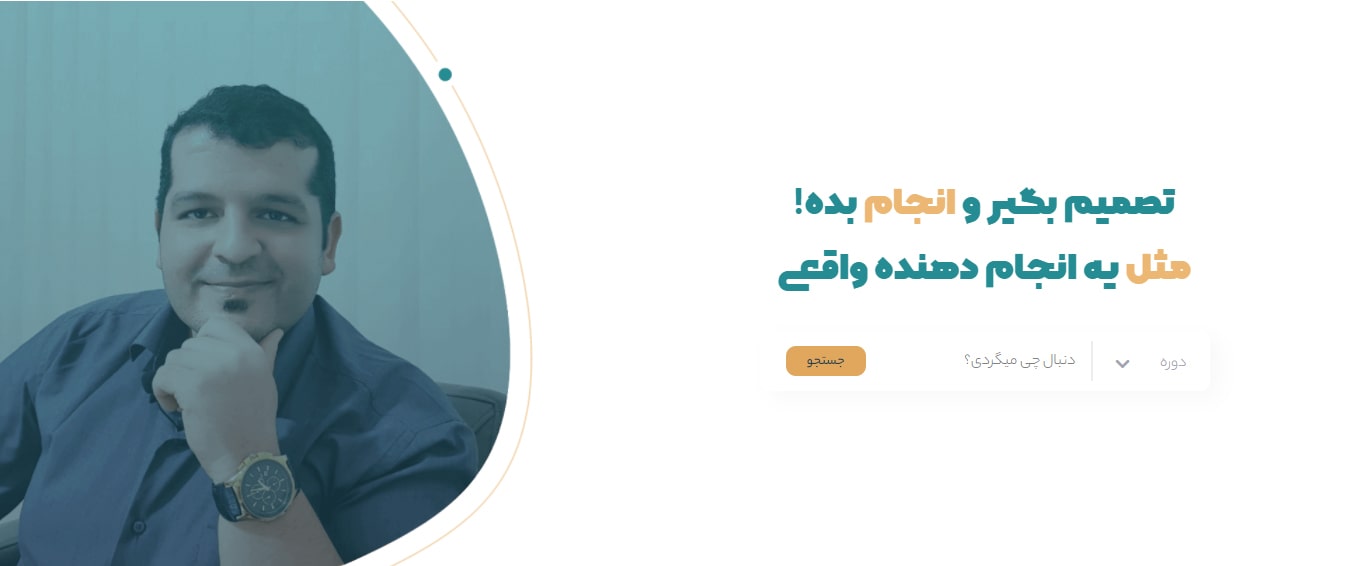 تصمیم بگیر و انجام بده!
مثل یه انجام دهنده واقعی
دوره
دنبال چی میگردی؟
جستجو